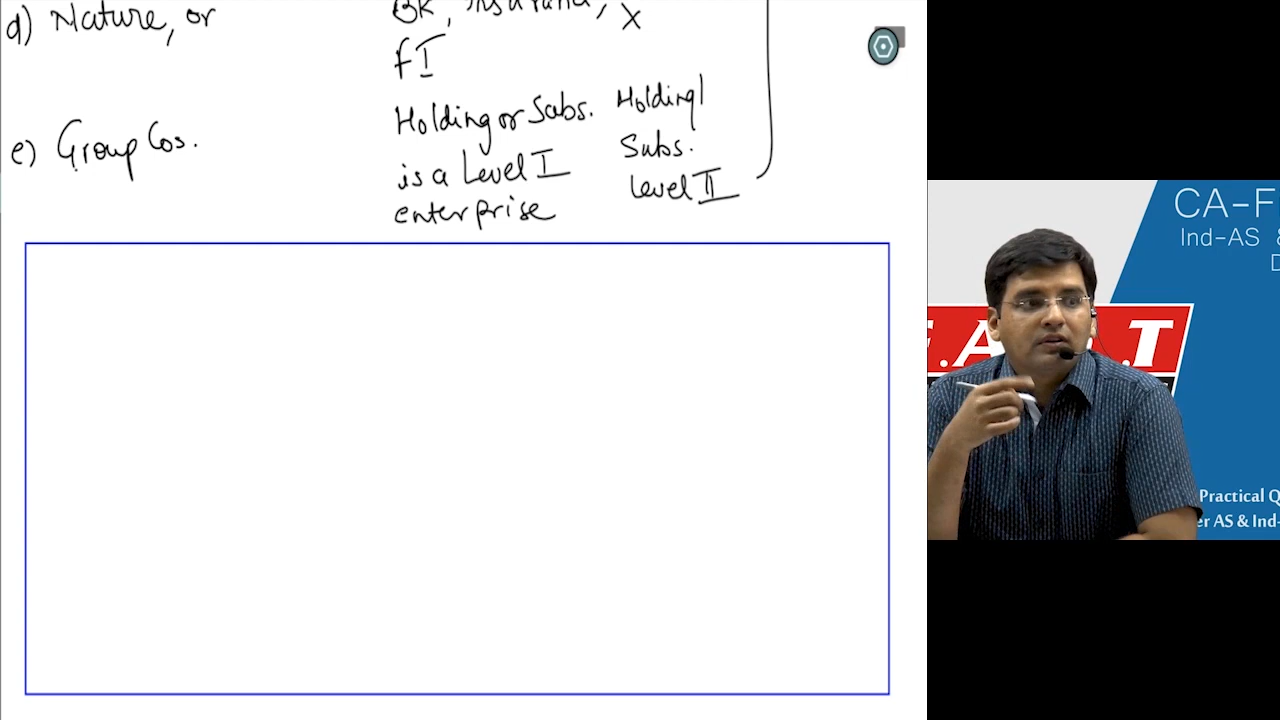 d) Nature, or
BK, Insurance, X
FI
e) Group Cos.
Holding or Subs. is a Level I enterprise
Holding/ Subs. Level II
CA-F
Ind-AS &
D
.A
.T
Practical Q
er AS & Ind-